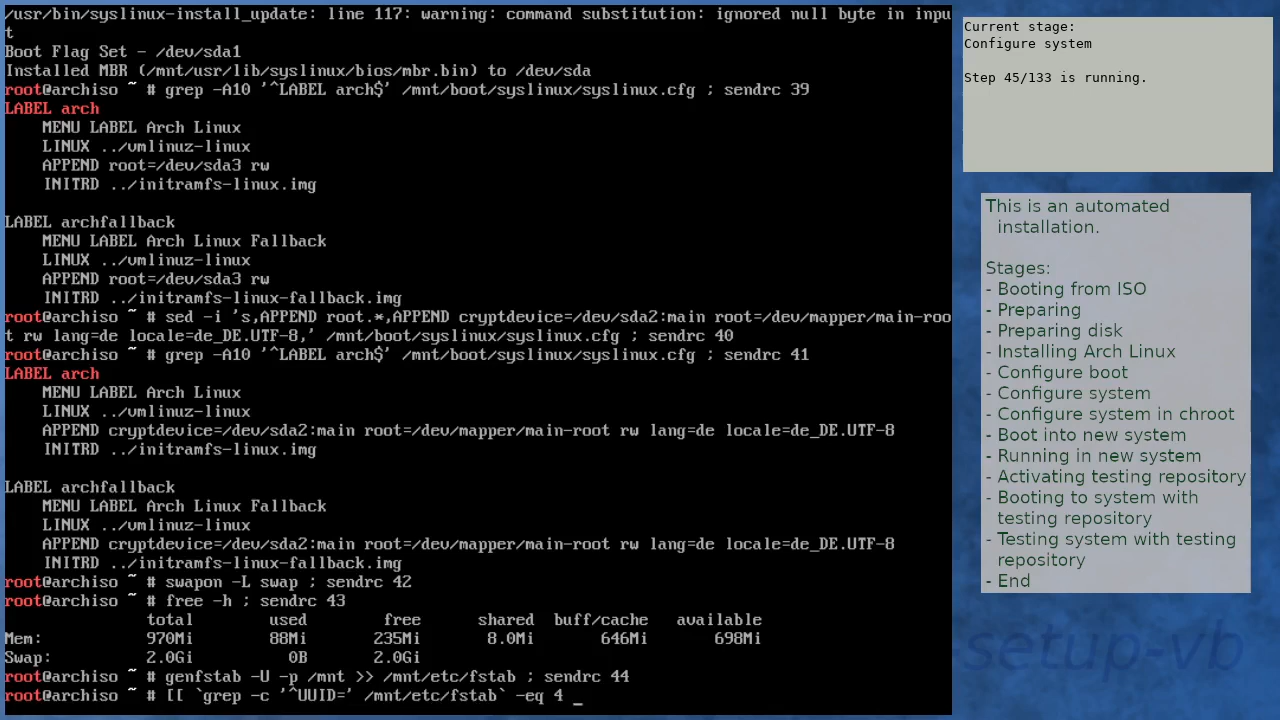 /usr/bin/syslinux-install_update: line 117: warning: command substitution: ignored null byte in inpu
t
Boot Flag Set - /dev/sda1
Installed MBR (/mnt/usr/lib/syslinux/bios/mbr.bin) to /dev/sda
root@archiso ~ # grep -A10 '^LABEL arch$' /mnt/boot/syslinux/syslinux.cfg ; sendrc 39
LABEL arch
    MENU LABEL Arch Linux
    LINUX ../vmlinuz-linux
    APPEND root=/dev/sda3 rw
    INITRD ../initramfs-linux.img

LABEL archfallback
    MENU LABEL Arch Linux Fallback
    LINUX ../vmlinuz-linux
    APPEND root=/dev/sda3 rw
    INITRD ../initramfs-linux-fallback.img
root@archiso ~ # sed -i 's,APPEND root.*,APPEND cryptdevice=/dev/sda2:main root=/dev/mapper/main-roo
t rw lang=de locale=de_DE.UTF-8,' /mnt/boot/syslinux/syslinux.cfg ; sendrc 40
root@archiso ~ # grep -A10 '^LABEL arch$' /mnt/boot/syslinux/syslinux.cfg ; sendrc 41
LABEL arch
    MENU LABEL Arch Linux
    LINUX ../vmlinuz-linux
    APPEND cryptdevice=/dev/sda2:main root=/dev/mapper/main-root rw lang=de locale=de_DE.UTF-8
    INITRD ../initramfs-linux.img

LABEL archfallback
    MENU LABEL Arch Linux Fallback
    LINUX ../vmlinuz-linux
    APPEND cryptdevice=/dev/sda2:main root=/dev/mapper/main-root rw lang=de locale=de_DE.UTF-8
    INITRD ../initramfs-linux-fallback.img
root@archiso ~ # swapon -L swap ; sendrc 42
root@archiso ~ # free -h ; sendrc 43
               total        used        free      shared  buff/cache   available
Mem:           970Mi        88Mi       235Mi       8.0Mi       646Mi       698Mi
Swap:          2.0Gi          0B       2.0Gi
root@archiso ~ # genfstab -U -p /mnt >> /mnt/etc/fstab ; sendrc 44
root@archiso ~ # [[ `grep -c '^UUID=' /mnt/etc/fstab` -eq 4 _
Current stage:
Configure system

Step 45/133 is running.
This is an automated
installation.

Stages:
- Booting from ISO
- Preparing
- Preparing disk
- Installing Arch Linux
- Configure boot
- Configure system
- Configure system in chroot
- Boot into new system
- Running in new system
- Activating testing repository
- Booting to system with
testing repository
- Testing system with testing
repository
- End
-setup-vb